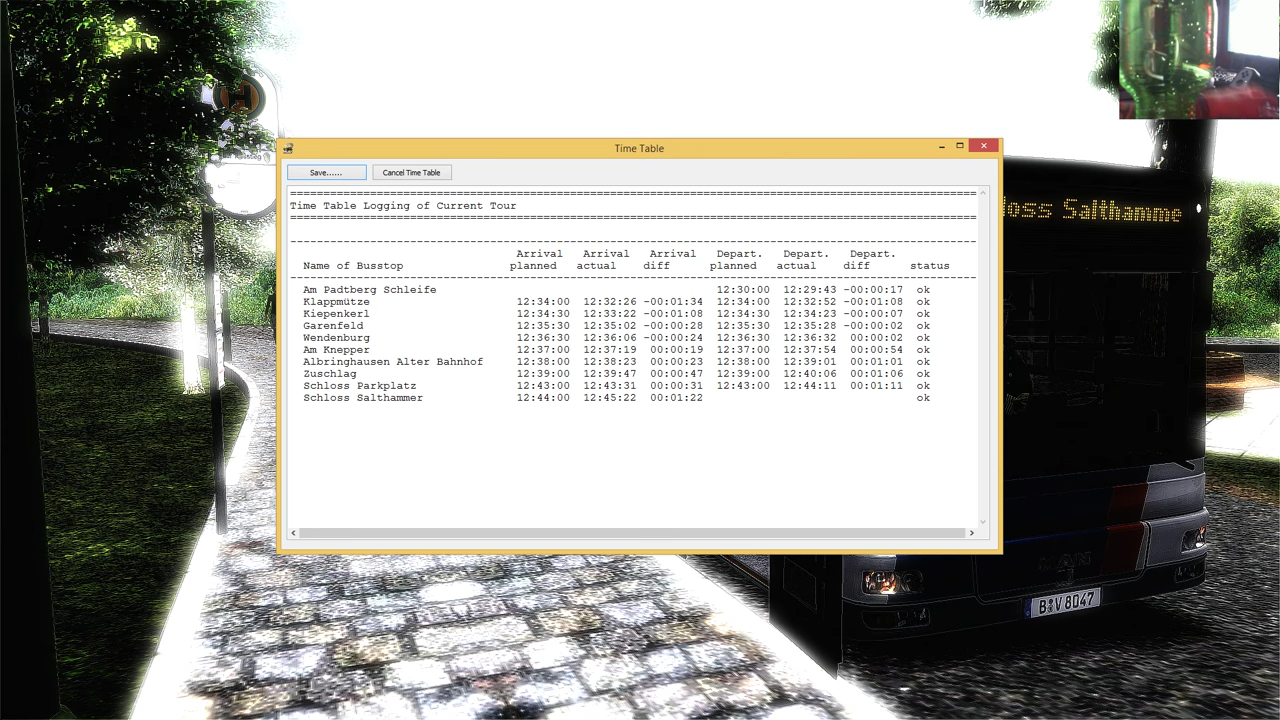 H
Time Table
Save......
Cancel Time Table
Time Table Logging of Current Tour
Arrival Arrival Arrival Depart. Depart. Depart.
Name of Busstop planned actual diff planned actual diff status
Am Padtberg Schleife 12:30:00 12:29:43 -00:00:17 ok
Klappmütze 12:34:00 12:32:26 -00:01:34 12:34:00 12:32:52 -00:01:08 ok
Kiepenkerl 12:34:30 12:33:22 -00:01:08 12:34:30 12:34:23 -00:00:07 ok
Garenfeld 12:35:30 12:35:02 -00:00:28 12:35:30 12:35:28 -00:00:02 ok
Wendenburg 12:36:30 12:36:06 -00:00:24 12:36:30 12:36:32 00:00:02 ok
Am Knepper 12:37:00 12:37:19 00:00:19 12:37:00 12:37:54 00:00:54 ok
Albringhausen Alter Bahnhof 12:38:00 12:38:23 00:00:23 12:38:00 12:39:01 00:01:01 ok
Zuschlag 12:39:00 12:39:47 00:00:47 12:39:00 12:40:06 00:01:06 ok
Schloss Parkplatz 12:43:00 12:43:31 00:00:31 12:43:00 12:44:11 00:01:11 ok
Schloss Salthammer 12:44:00 12:45:22 00:01:22 ok
loss Salthamme
MAN
B V 8047